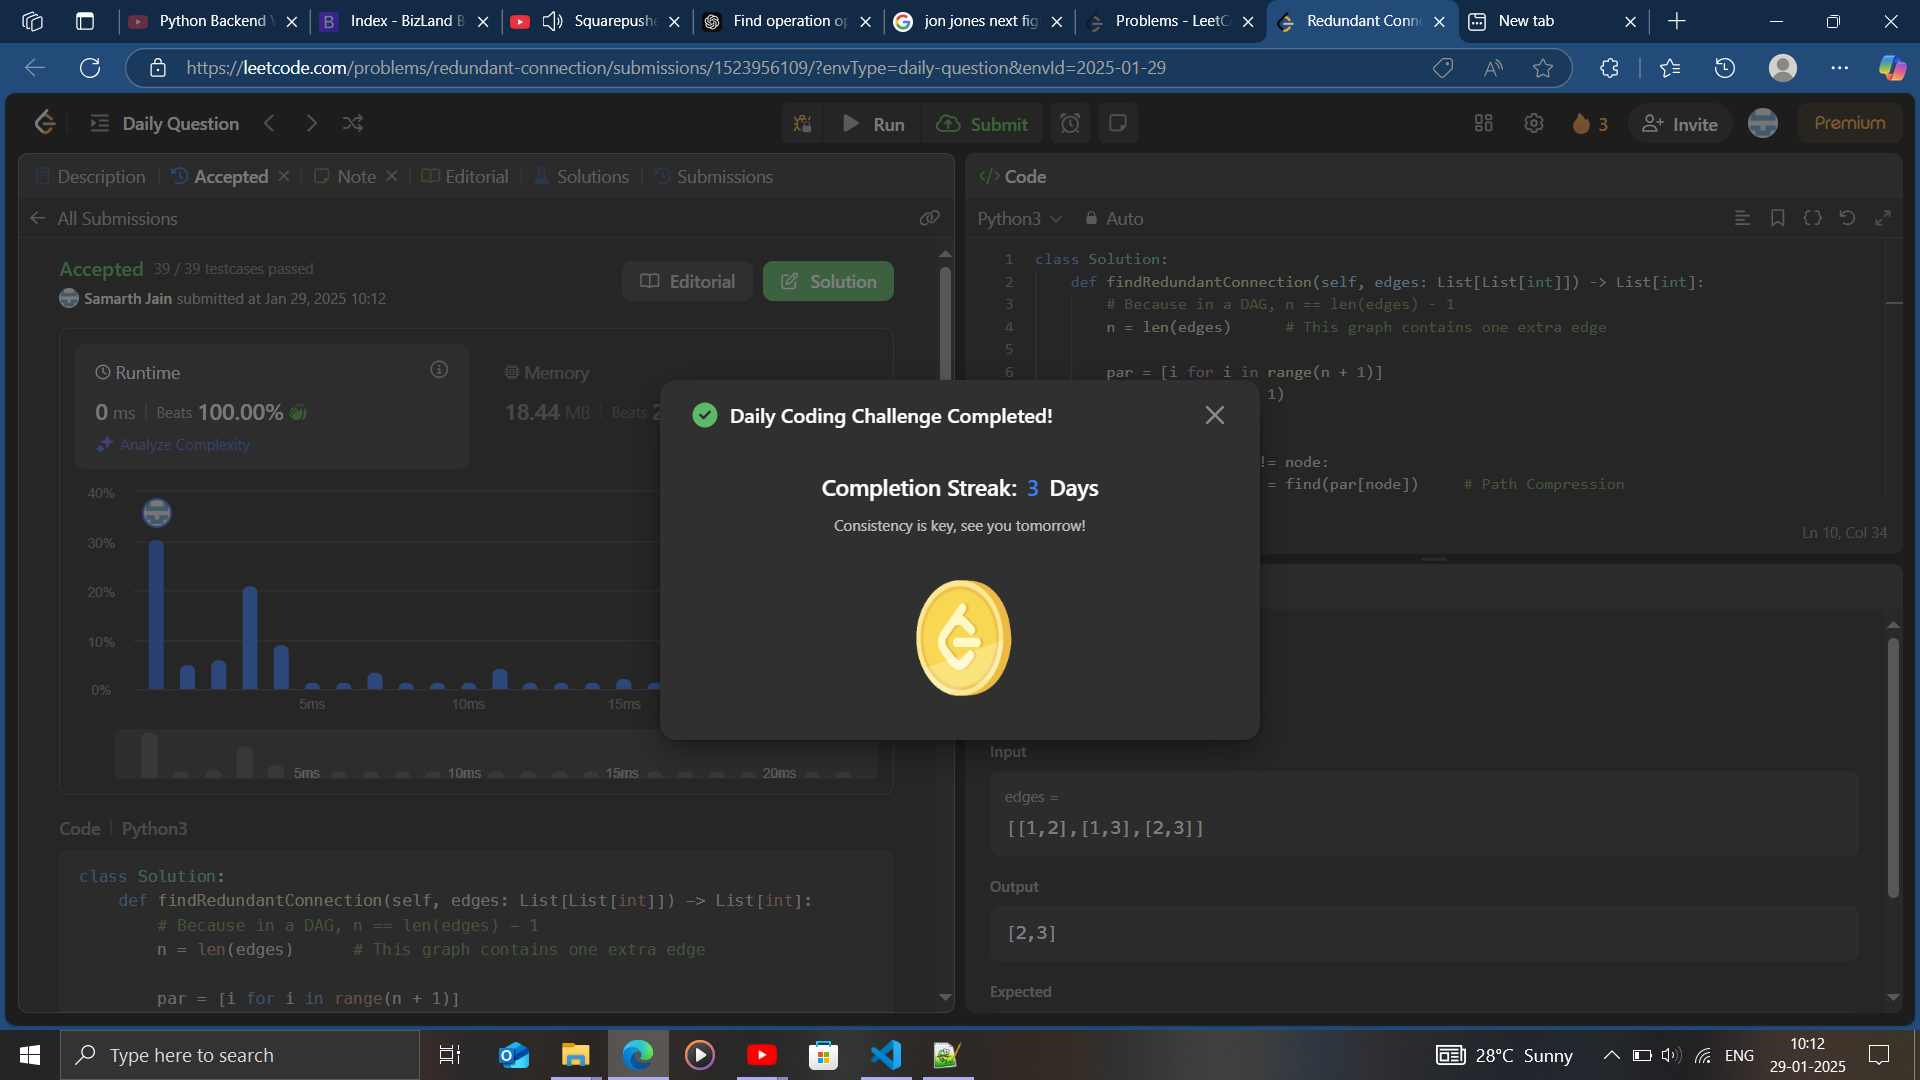 Python Backend
Index - BizLand B
Squarepushe
Find operation op
jon jones next fig
Problems - LeetC
Redundant Conne
New tab
https://leetcode.com/problems/redundant-connection/submissions/1523956109/?envType=daily-question&envId=2025-01-29
Daily Question
Run
Submit
3
Invite
Premium
Description
Accepted
Note
Editorial
Solutions
Submissions
All Submissions
Accepted 39 / 39 testcases passed
Samarth Jain submitted at Jan 29, 2025 10:12
Editorial
Solution
Runtime
0 ms Beats 100.00%
Analyze Complexity
Memory
18.44 MB Beats 2
40%
30%
20%
10%
0%
5ms
10ms
15ms
5ms
10ms
15ms
20ms
Code Python3
class Solution:
def findRedundantConnection(self, edges: List[List[int]]) -> List[int]:
# Because in a DAG, n == len(edges) - 1
n = len(edges) # This graph contains one extra edge
par = [i for i in range(n + 1)]
Daily Coding Challenge Completed!
Completion Streak: 3 Days
Consistency is key, see you tomorrow!
</> Code
Python3
Auto
1 class Solution:
2 def findRedundantConnection(self, edges: List[List[int]]) -> List[int]:
3 # Because in a DAG, n == len(edges) - 1
4 n = len(edges) # This graph contains one extra edge
5
6 par = [i for i in range(n + 1)]
1)
!= node:
= find(par[node]) # Path Compression
Ln 10, Col 34
Input
edges =
[[1,2],[1,3],[2,3]]
Output
[2,3]
Expected
Type here to search
28°C Sunny
ENG
10:12
29-01-2025